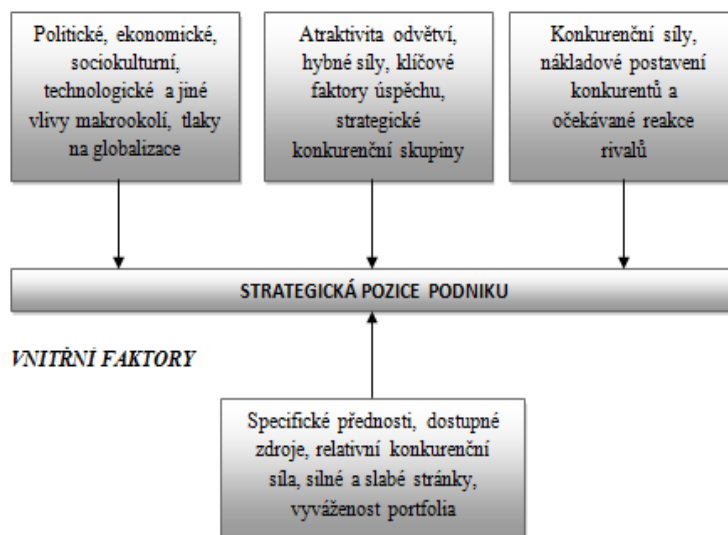 Politické, ekonomické,
sociokulturní,
technologické a jiné
vlivy makrookolí, tlaky
na globalizace
Atraktivita odvětví,
hybné síly, klíčové
faktory úspěchu,
strategické
konkurenční skupiny
Konkurenční síly,
nákladové postavení
konkurentů a
očekávané reakce
rivalů
STRATEGICKÁ POZICE PODNIKU
VNITŘNÍ FAKTORY
Specifické přednosti, dostupné
zdroje, relativní konkurenční
síla, silné a slabé stránky,
vyváženost portfolia